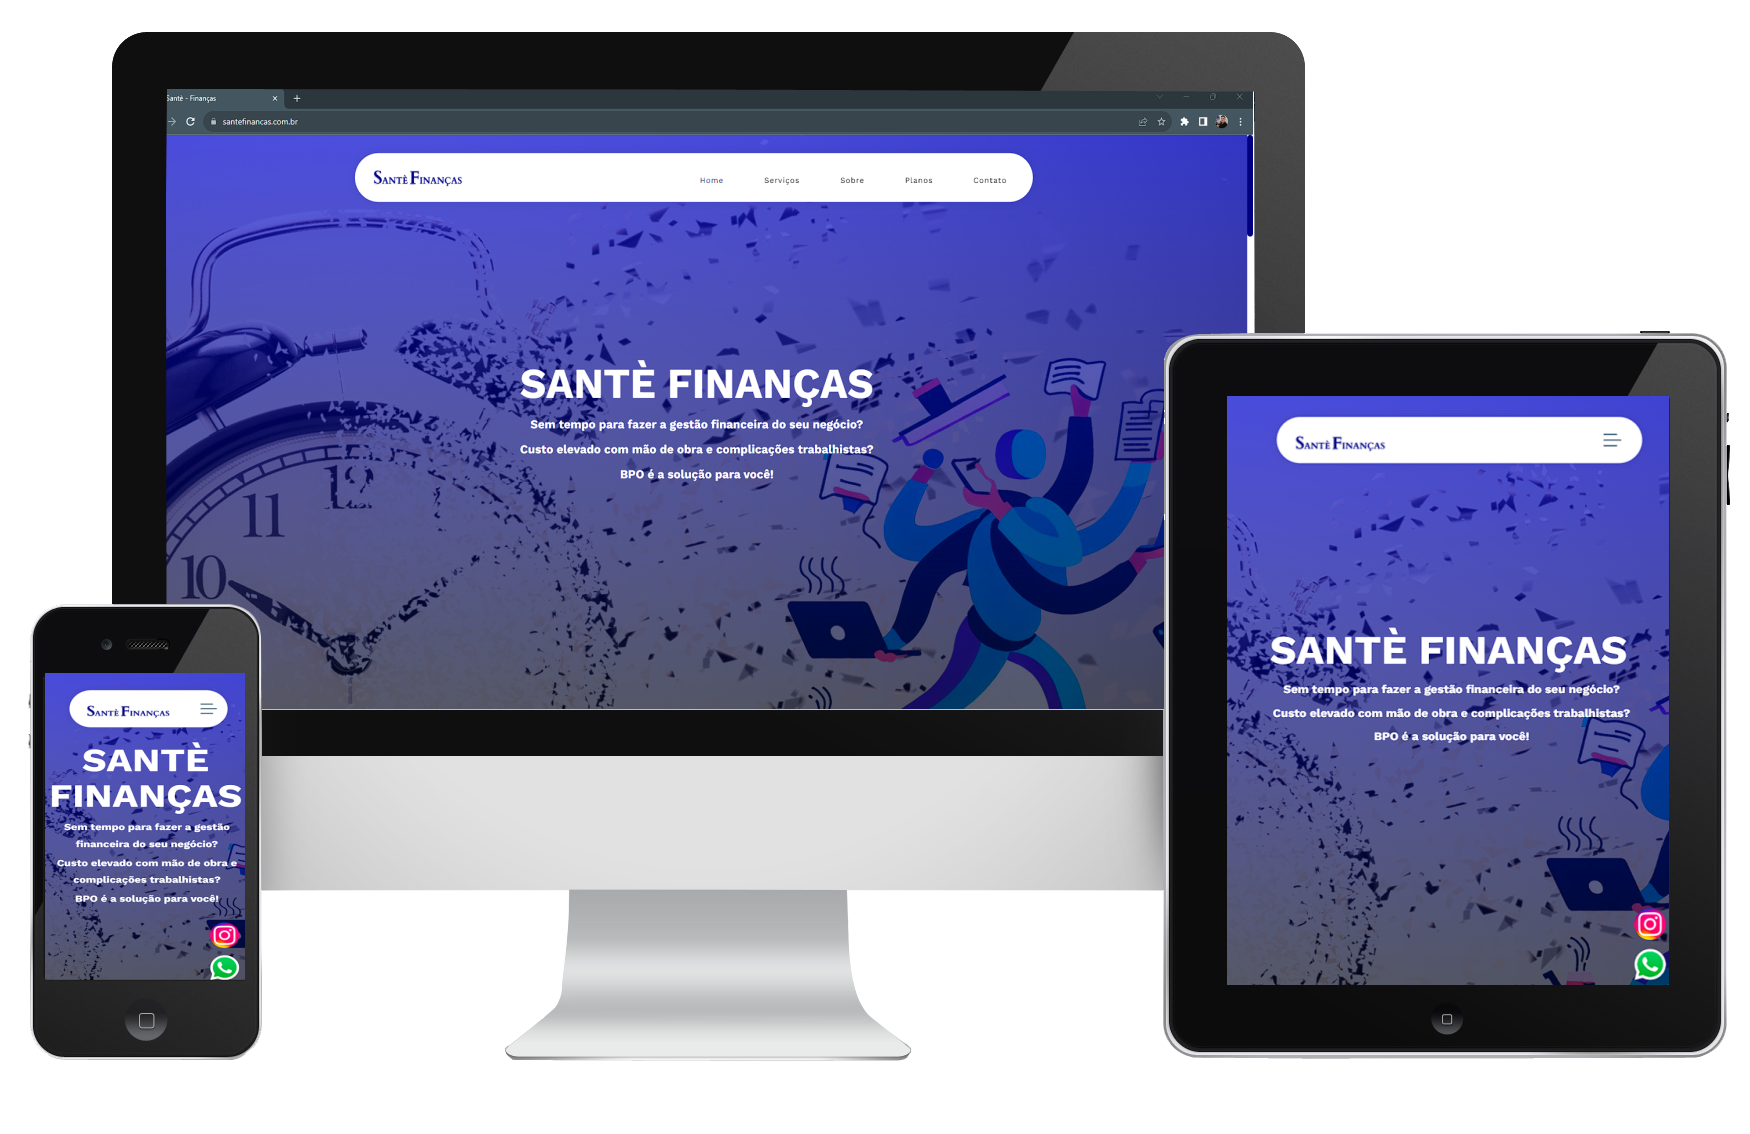 Santè - Finanças
santefinancas.com.br
SANTÈ FINANÇAS
Home
Serviços
Sobre
Planos
Contato
SANTÈ FINANÇAS
Sem tempo para fazer a gestão financeira do seu negócio?
Custo elevado com mão de obra e complicações trabalhistas?
BPO é a solução para você!
12
11
10
SANTÈ FINANÇAS
SANTÈ
FINANÇAS
Sem tempo para fazer a gestão
financeira do seu negócio?
Custo elevado com mão de obra e
complicações trabalhistas?
BPO é a solução para você!
SANTÈ FINANÇAS
SANTÈ FINANÇAS
Sem tempo para fazer a gestão financeira do seu negócio?
Custo elevado com mão de obra e complicações trabalhistas?
BPO é a solução para você!